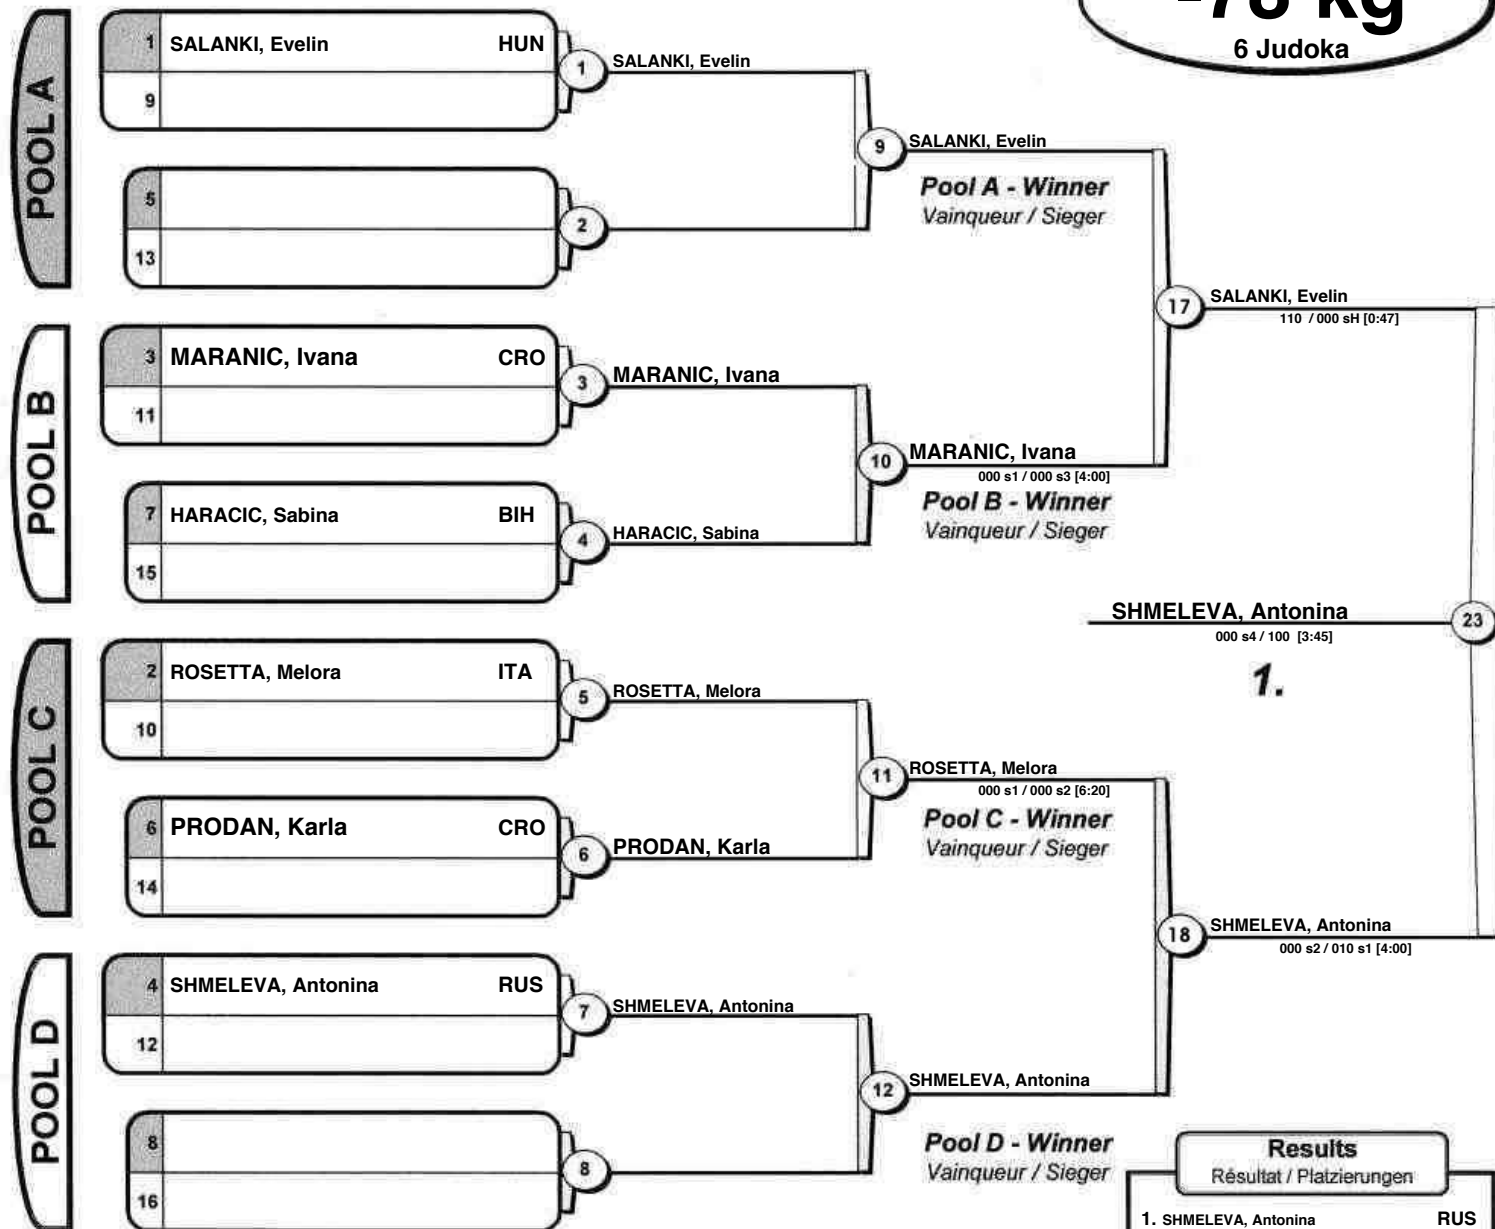 -78 kg
6 Judoka
POOL A
1 SALANKI, Evelin HUN
9
1 SALANKI, Evelin
5
13
2
9 SALANKI, Evelin
Pool A - Winner
Vainqueur / Sieger
POOL B
3 MARANIC, Ivana CRO
11
3 MARANIC, Ivana
7 HARACIC, Sabina BIH
15
4 HARACIC, Sabina
10 MARANIC, Ivana
000 s1 / 000 s3 [4:00]
Pool B - Winner
Vainqueur / Sieger
17 SALANKI, Evelin
110 / 000 sH [0:47]
SHMELEVA, Antonina 23
000 s4 / 100 [3:45]
1.
POOL C
2 ROSETTA, Melora ITA
10
5 ROSETTA, Melora
6 PRODAN, Karla CRO
14
6 PRODAN, Karla
11 ROSETTA, Melora
000 s1 / 000 s2 [6:20]
Pool C - Winner
Vainqueur / Sieger
18 SHMELEVA, Antonina
000 s2 / 010 s1 [4:00]
POOL D
4 SHMELEVA, Antonina RUS
12
7 SHMELEVA, Antonina
8
16
8
12 SHMELEVA, Antonina
Pool D - Winner
Vainqueur / Sieger
Results
Résultat / Platzierungen
1. SHMELEVA, Antonina RUS